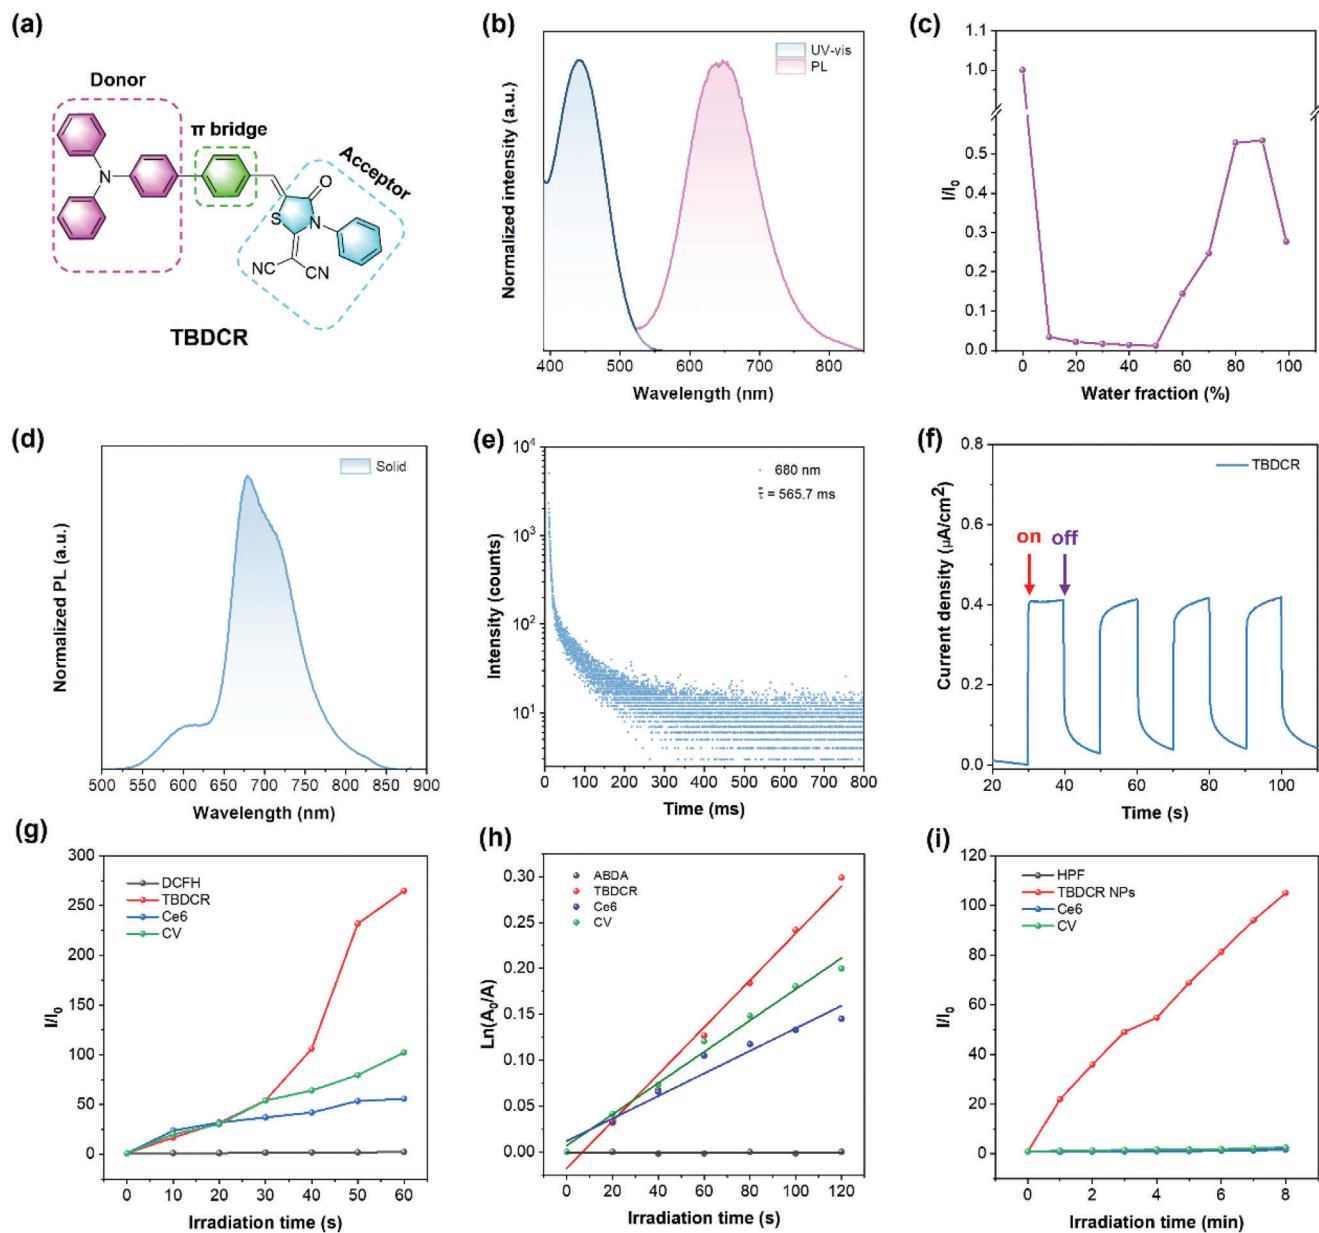 (a)
Donor
π bridge
Acceptor
N
S
O
N
CN
CN
TBDCR
(b)
Normalized intensity (a.u.)
UV-vis
PL
400 500 600 700 800
Wavelength (nm)
(c)
I/I0
1.0
0.5
0.4
0.3
0.2
0.1
0.0
0 20 40 60 80 100
Water fraction (%)
(d)
Normalized PL (a.u.)
Solid
500 550 600 650 700 750 800 850 900
Wavelength (nm)
(e)
Intensity (counts)
10^4
10^3
10^2
10^1
680 nm
τ̄ = 565.7 ms
0 100 200 300 400 500 600 700 800
Time (ms)
(f)
Current density (μA/cm²)
0.8
0.6
0.4
0.2
0.0
TBDCR
on off
20 40 60 80 100
Time (s)
(g)
I/I0
300
250
200
150
100
50
0
DCFH
TBDCR
Ce6
CV
0 10 20 30 40 50 60
Irradiation time (s)
(h)
Ln(A0/A)
0.30
0.25
0.20
0.15
0.10
0.05
0.00
ABDA
TBDCR
Ce6
CV
0 20 40 60 80 100 120
Irradiation time (s)
(i)
I/I0
120
100
80
60
40
20
0
HPF
TBDCR NPs
Ce6
CV
0 2 4 6 8
Irradiation time (min)